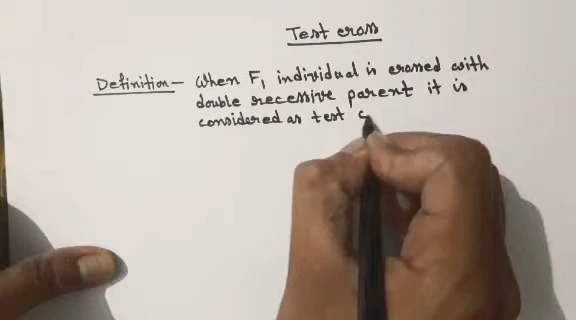 Test cross
Definition - When F1 individual is crossed with
double recessive parent it is
considered as test c